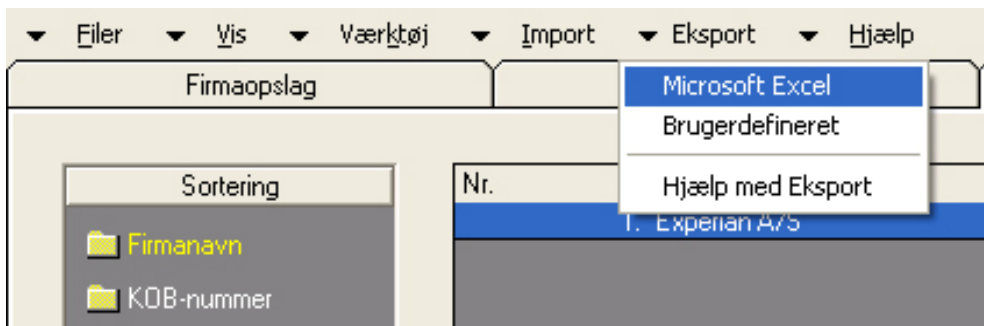 Filer Vis Værktøj Import Eksport Hjælp
Firmaopslag
Microsoft Excel
Brugerdefineret
Hjælp med Eksport
Sortering
Firmanavn
KOB-nummer
Nr.
1. Experian A/S